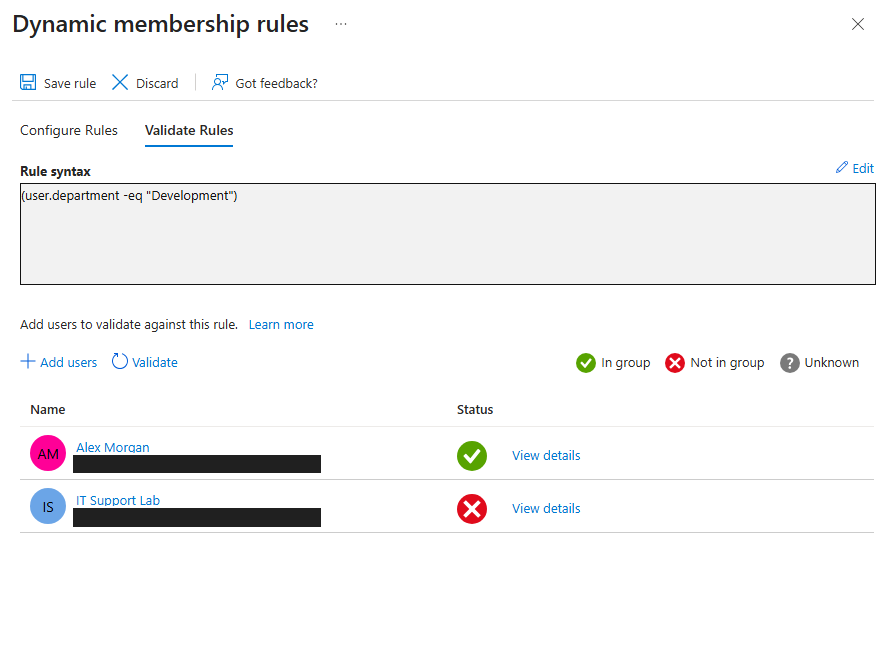 Dynamic membership rules ...
Save rule Discard Got feedback?
Configure Rules Validate Rules
Rule syntax Edit
(user.department -eq "Development")
Add users to validate against this rule. Learn more
Add users Validate In group Not in group ? Unknown
Name Status
AM Alex Morgan View details
IS IT Support Lab View details